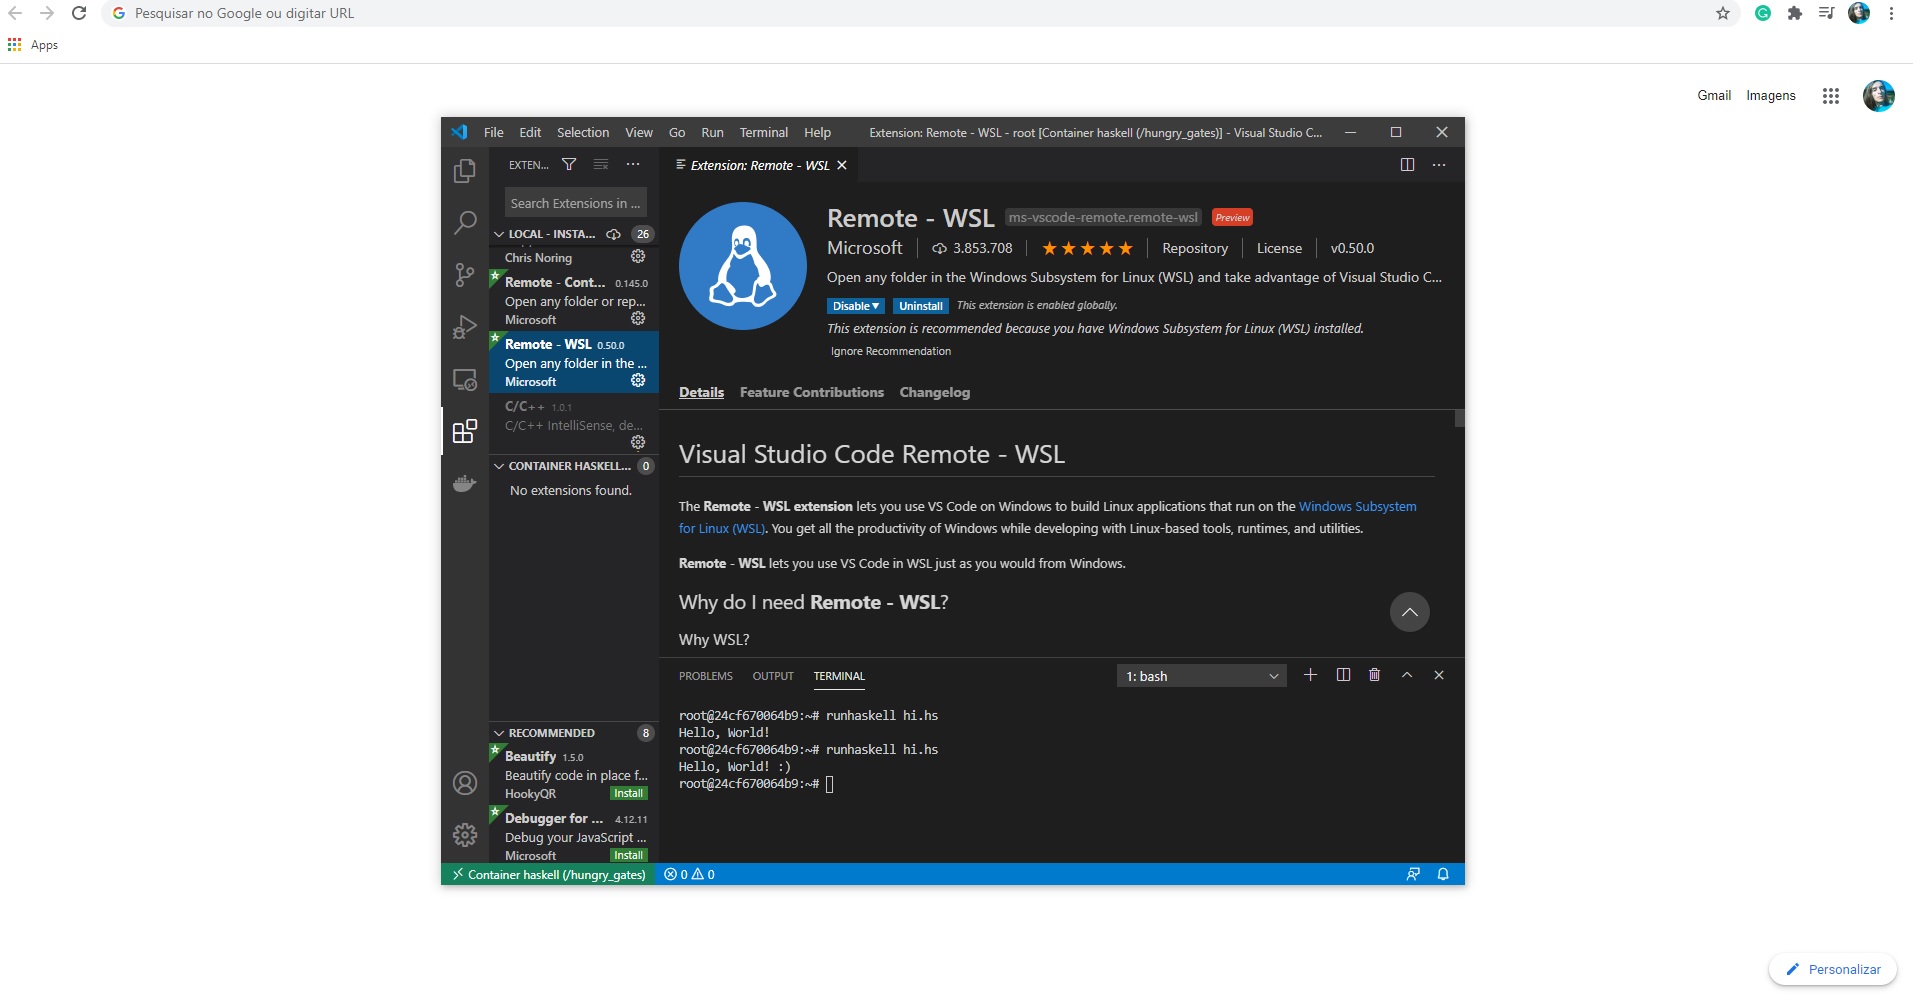 Pesquisar no Google ou digitar URL
Apps
Gmail Imagens
File Edit Selection View Go Run Terminal Help Extension: Remote - WSL - root [Container haskell (/hungry_gates)] - Visual Studio C...
EXTEN...
Extension: Remote - WSL
Search Extensions in ...
LOCAL - INSTA... 26
Chris Noring
Remote - Cont... 0.145.0
Open any folder or rep...
Microsoft
Remote - WSL 0.50.0
Open any folder in the ...
Microsoft
C/C++ 1.0.1
C/C++ IntelliSense, de...
CONTAINER HASKELL... 0
No extensions found.
RECOMMENDED 8
Beautify 1.5.0
Beautify code in place f...
HookyQR Install
Debugger for ... 4.12.11
Debug your JavaScript ...
Microsoft Install
Remote - WSL ms-vscode-remote.remote-wsl Preview
Microsoft 3.853.708 Repository License v0.50.0
Open any folder in the Windows Subsystem for Linux (WSL) and take advantage of Visual Studio C...
Disable Uninstall This extension is enabled globally.
This extension is recommended because you have Windows Subsystem for Linux (WSL) installed.
Ignore Recommendation
Details Feature Contributions Changelog
Visual Studio Code Remote - WSL
The Remote - WSL extension lets you use VS Code on Windows to build Linux applications that run on the Windows Subsystem
for Linux (WSL). You get all the productivity of Windows while developing with Linux-based tools, runtimes, and utilities.
Remote - WSL lets you use VS Code in WSL just as you would from Windows.
Why do I need Remote - WSL?
Why WSL?
PROBLEMS OUTPUT TERMINAL 1: bash
root@24cf670064b9:~# runhaskell hi.hs
Hello, World!
root@24cf670064b9:~# runhaskell hi.hs
Hello, World! :)
root@24cf670064b9:~#
Container haskell (/hungry_gates) 0 0
Personalizar